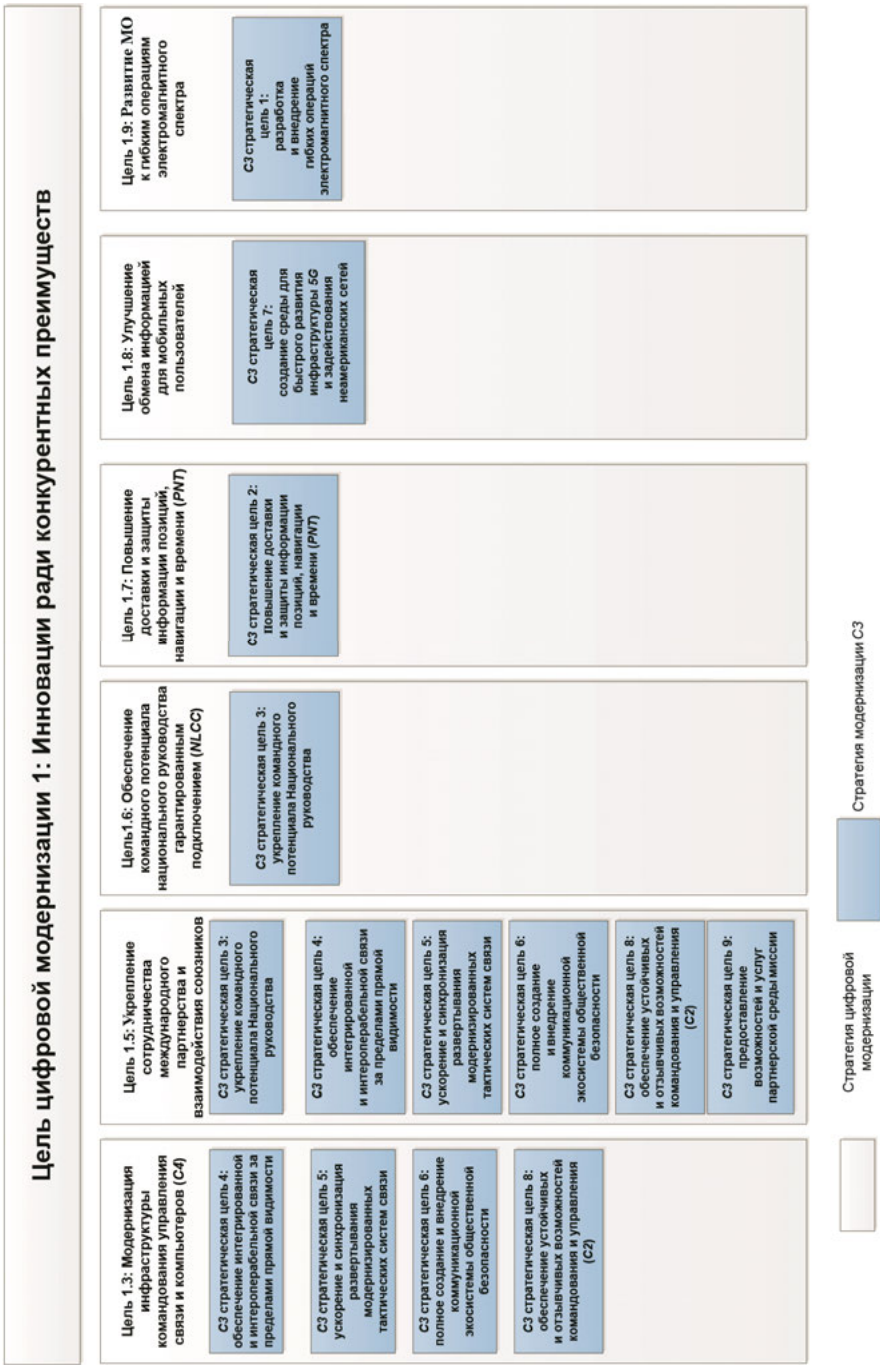 Цель цифровой модернизации 1: Инновации ради конкурентных преимуществ
Цель 1.3: Модернизация
инфраструктуры
командования управления
связи и компьютеров (C4)
C3 стратегическая цель 4:
обеспечение интегрированной
и интероперабельной связи за
пределами прямой видимости
C3 стратегическая цель 5:
ускорение и синхронизация
развертывания
модернизированных
тактических систем связи
C3 стратегическая цель 6:
полное создание и внедрение
коммуникационной
экосистемы общественной
безопасности
C3 стратегическая цель 8:
обеспечение устойчивых
и отзывчивых возможностей
командования и управления
(C2)
Цель 1.5: Укрепление
сотрудничества
международного
партнерства и
взаимодействия союзников
C3 стратегическая цель 3:
укрепление командного
потенциала Национального
руководства
C3 стратегическая цель 4:
обеспечение
интегрированной
и интероперабельной связи
за пределами прямой
видимости
C3 стратегическая цель 5:
ускорение и синхронизация
развертывания
модернизированных
тактических систем связи
C3 стратегическая цель 6:
полное создание
и внедрение
коммуникационной
экосистемы общественной
безопасности
C3 стратегическая цель 8:
обеспечение устойчивых
и отзывчивых возможностей
командования и управления
(C2)
C3 стратегическая цель 9:
предоставление
возможностей и услуг
партнерской среды миссии
Цель1.6: Обеспечение
командного потенциала
национального руководства
гарантированным
подключением (NLCC)
C3 стратегическая цель 3:
укрепление командного
потенциала Национального
руководства
Цель 1.7: Повышение
доставки и защиты
информации позиций,
навигации и времени (PNT)
C3 стратегическая цель 2:
Повышение доставки
и защиты информации
позиций, навигации
и времени (PNT)
Цель 1.8: Улучшение
обмена информацией
для мобильных
пользователей
C3 стратегическая
цель 7:
создание среды для
быстрого развития
инфраструктуры 5G
и задействования
неамериканских сетей
Цель 1.9: Развитие МО
к гибким операциям
электромагнитного
спектра
C3 стратегическая
цель 1:
разработка
и внедрение
гибких операций
электромагнитного спектра
Стратегия цифровой
модернизации
Стратегия модернизации C3